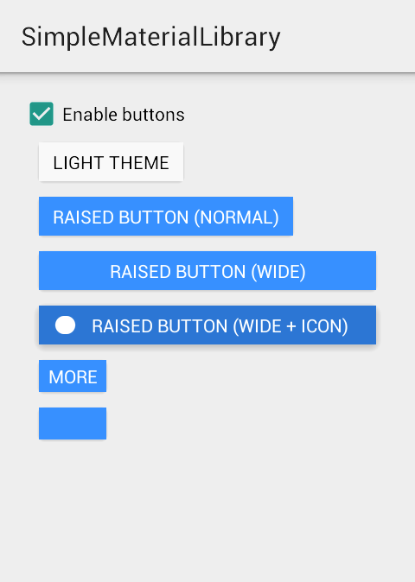 SimpleMaterialLibrary
Enable buttons
LIGHT THEME
RAISED BUTTON (NORMAL)
RAISED BUTTON (WIDE)
RAISED BUTTON (WIDE + ICON)
MORE